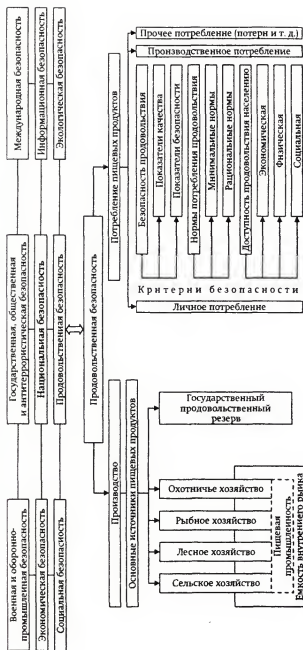 Международная безопасность
Информационная безопасность
Экологическая безопасность
Государственная, общественная
и антитеррористическая безопасность
Национальная безопасность
Продовольственная безопасность
Военная и оборонно-
промышленная безопасность
Экономическая безопасность
Социальная безопасность
Продовольственная безопасность
Потребление пищевых продуктов
Прочее потребление (потери и т. д.)
Производственное потребление
Безопасность продовольствия
Показатели качества
Показатели безопасности
Нормы потребления продовольствия
Минимальные нормы
Рациональные нормы
Доступность продовольствия населению
Экономическая
Физическая
Социальная
Критерии безопасности
Личное потребление
Производство
Основные источники пищевых продуктов
Государственный
продовольственный
резерв
Охотничье хозяйство
Рыбное хозяйство
Лесное хозяйство
Сельское хозяйство
Пищевая
промышленность
Емкость внутреннего рынка